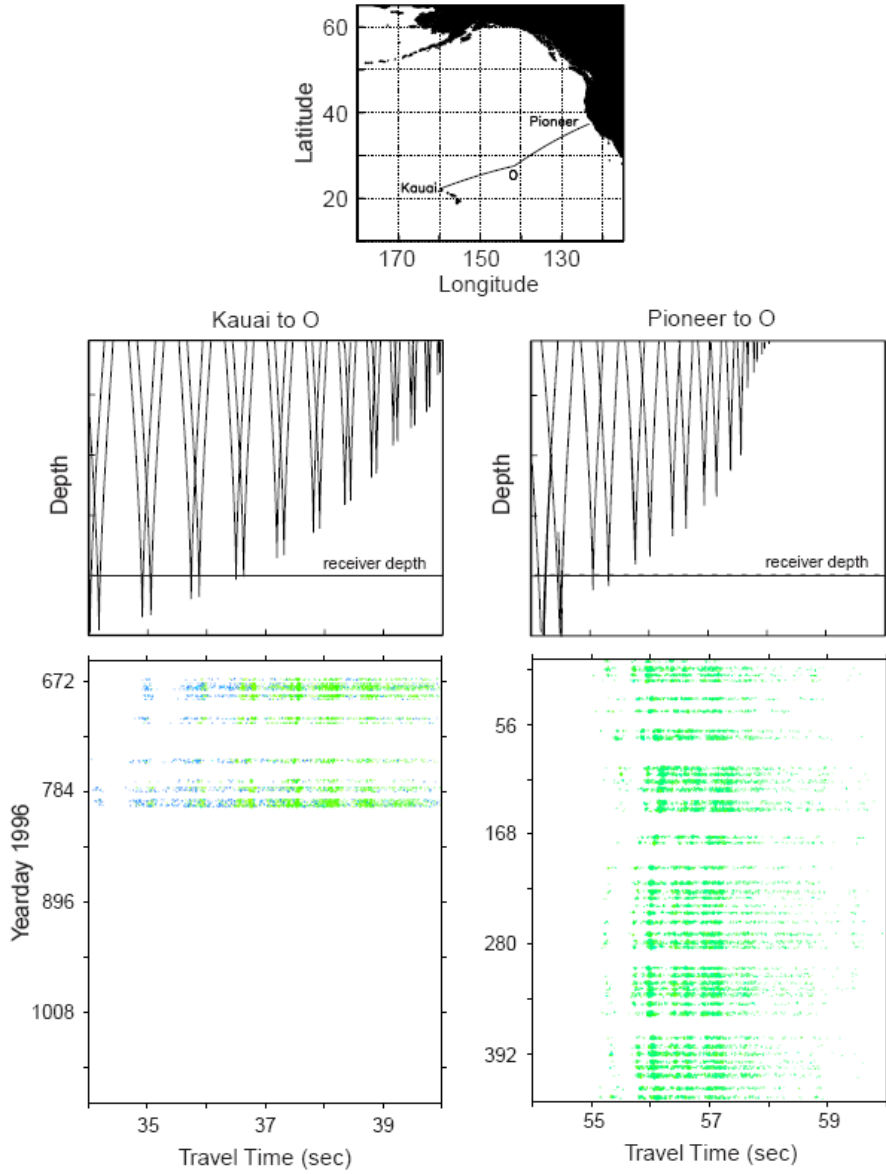 60
40
20
Latitude
Pioneer
O
Kauai
170 150 130
Longitude
Kauai to O
Pioneer to O
Depth
receiver depth
Depth
receiver depth
672
784
896
1008
Yearday 1996
35 37 39
Travel Time (sec)
56
168
280
392
55 57 59
Travel Time (sec)